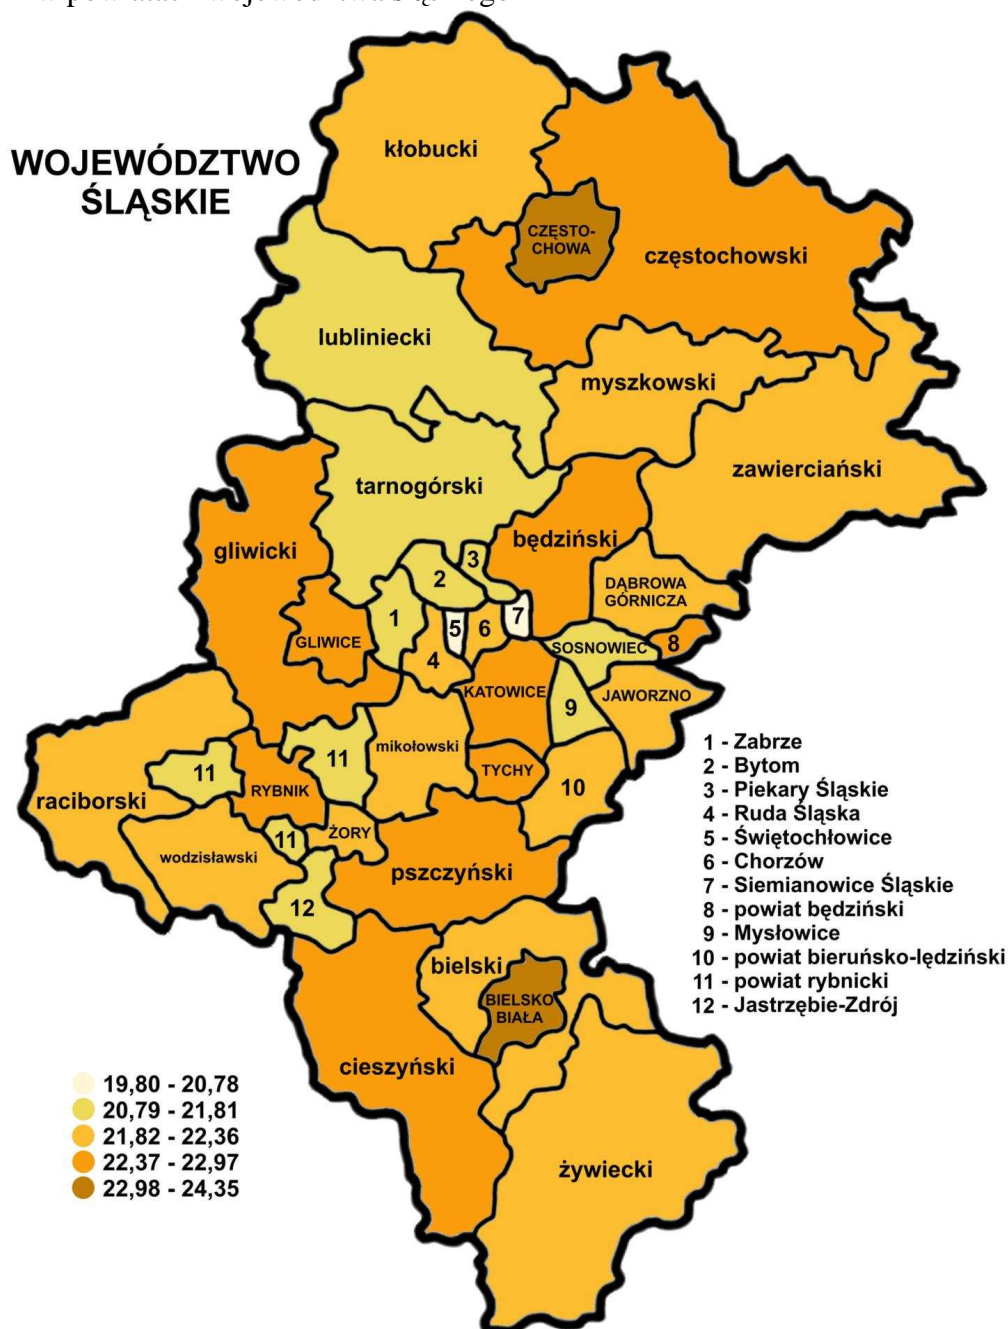 w powiatach województwa śląskiego
WOJEWÓDZTWO
ŚLĄSKIE
kłobucki
CZĘSTO-
CHOWA
częstochowski
lubliniecki
myszkowski
zawierciański
tarnogórski
gliwicki
będziński
3
2
DĄBROWA
GÓRNICZA
1
7
5
6
GLIWICE
4
SOSNOWIEC
8
KATOWICE
JAWORZNO
9
mikołowski
11
11
TYCHY
10
RYBNIK
raciborski
11
ŻORY
wodzisławski
pszczyński
12
bielski
BIELSKO
BIAŁA
cieszyński
żywiecki
1 - Zabrze
2 - Bytom
3 - Piekary Śląskie
4 - Ruda Śląska
5 - Świętochłowice
6 - Chorzów
7 - Siemianowice Śląskie
8 - powiat będziński
9 - Mysłowice
10 - powiat bieruńsko-lędziński
11 - powiat rybnicki
12 - Jastrzębie-Zdrój
19,80 - 20,78
20,79 - 21,81
21,82 - 22,36
22,37 - 22,97
22,98 - 24,35